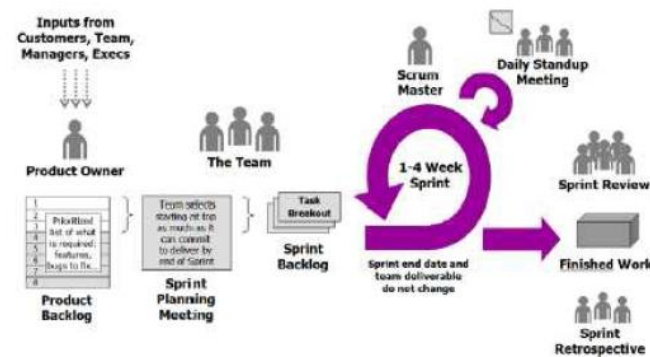 Inputs from
Customers, Team,
Managers, Execs
Product Owner
The Team
Scrum
Master
Daily Standup
Meeting
1-4 Week
Sprint
Sprint Review
1
2
3
4
5
6
7
8
Prioritized
list of what
is required:
features,
bugs to fix...
Product
Backlog
Team selects
starting at top
as much as it
can commit
to deliver by
end of Sprint
Sprint
Planning
Meeting
Task
Breakout
Sprint
Backlog
Sprint end date and
team deliverable
do not change
Finished Work
Sprint
Retrospective